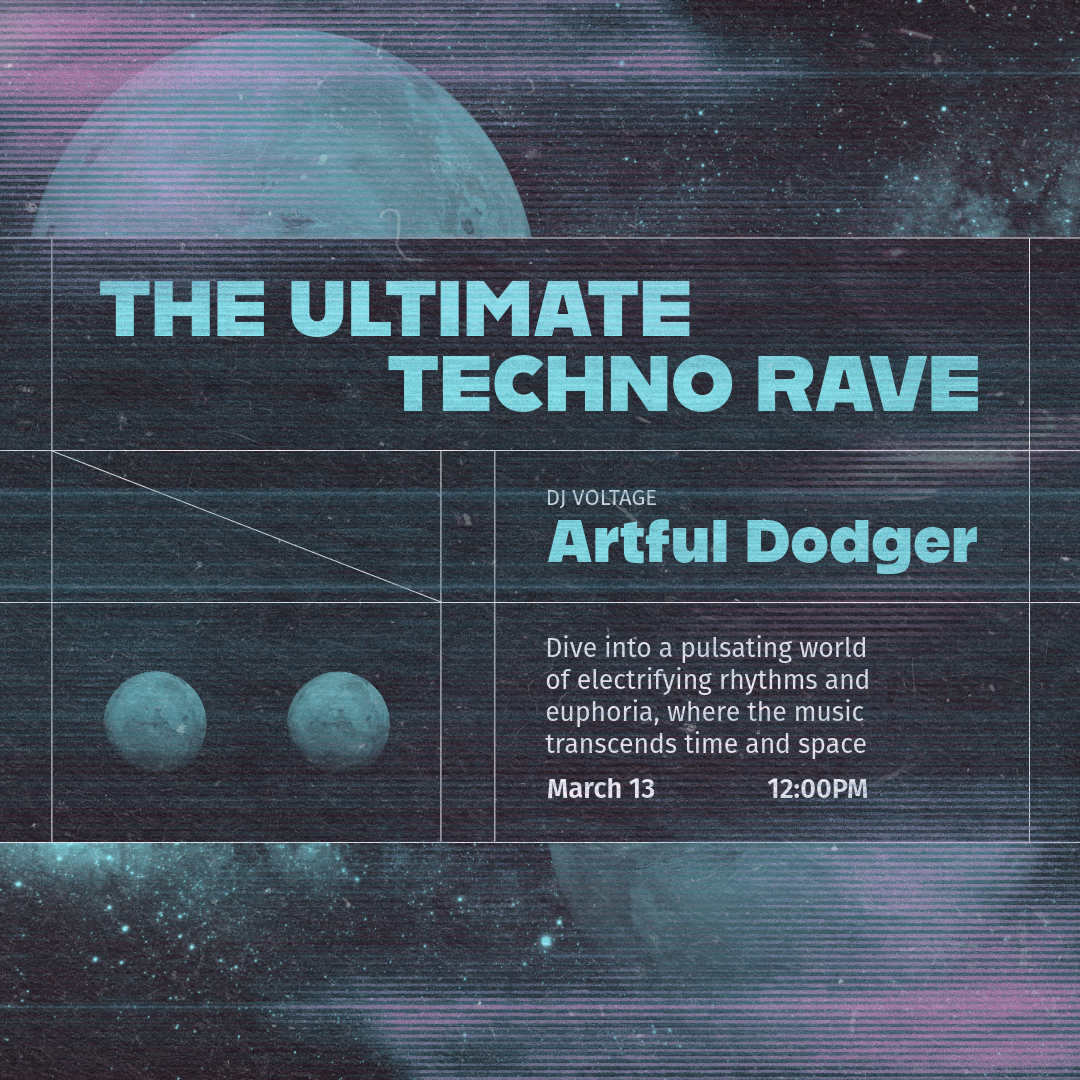 THE ULTIMATE
TECHNO RAVE
DJ VOLTAGE
Artful Dodger
Dive into a pulsating world
of electrifying rhythms and
euphoria, where the music
transcends time and space
March 13 12:00PM